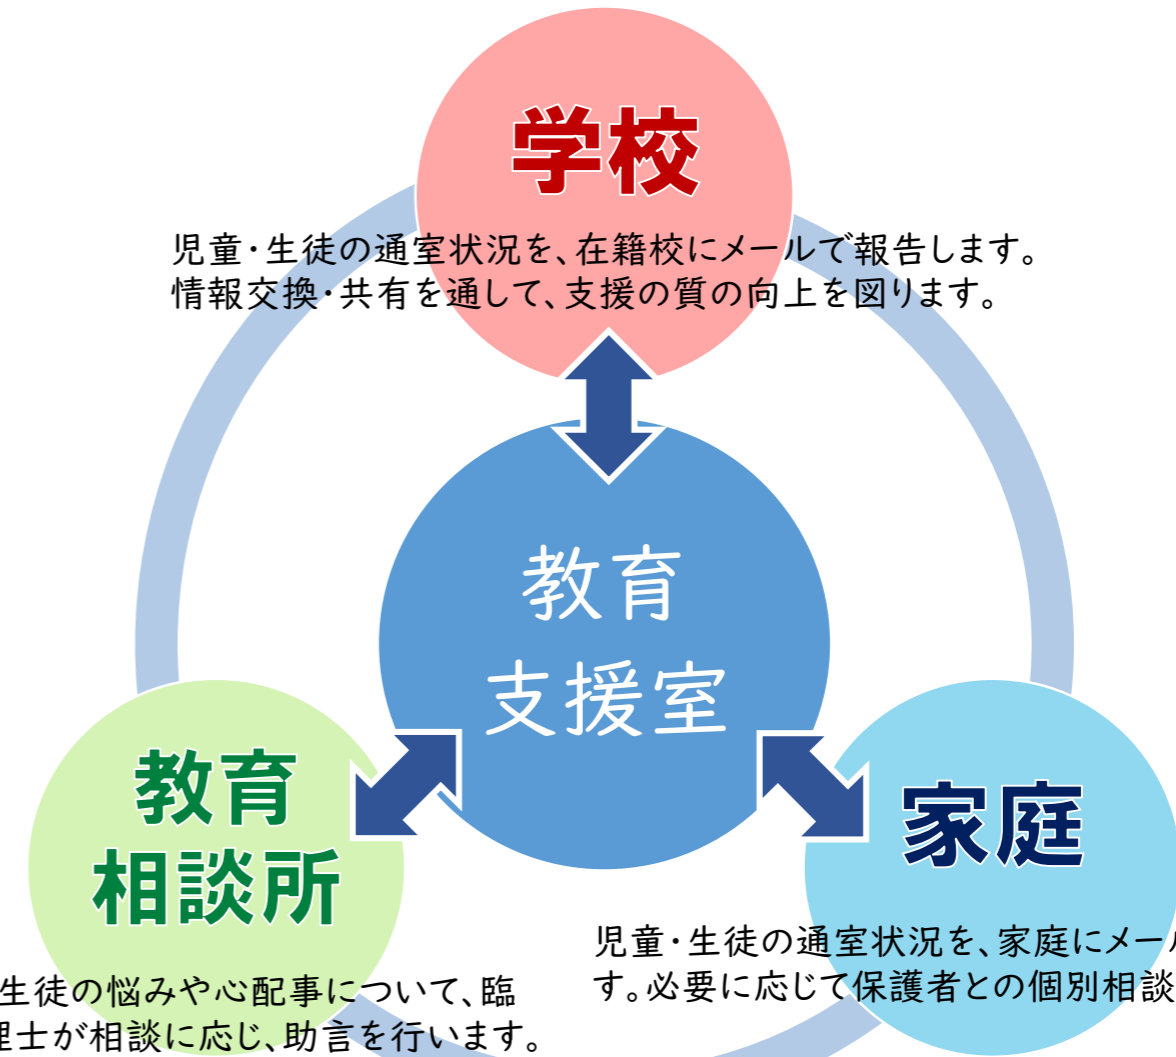 学校
児童・生徒の通室状況を、在籍校にメールで報告します。
情報交換・共有を通して、支援の質の向上を図ります。
教育
支援室
教育
相談所
生徒の悩みや心配事について、臨
理士が相談に応じ、助言を行います。
家庭
児童・生徒の通室状況を、家庭にメール
す。必要に応じて保護者との個別相談